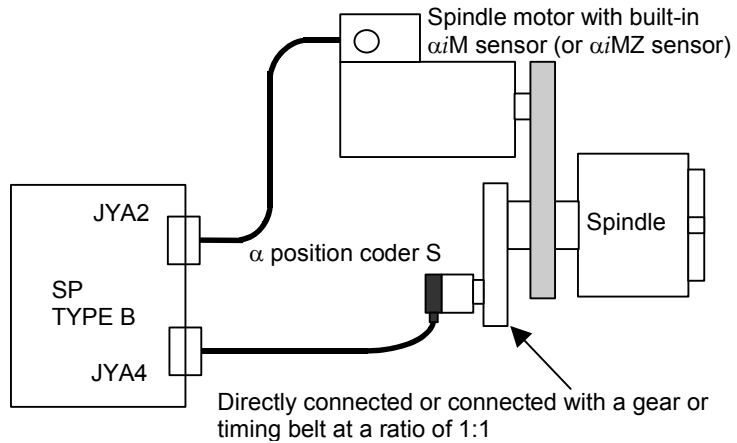 Spindle motor with built-in
αiM sensor (or αiMZ sensor)
JYA2
α position coder S
Spindle
SP
TYPE B
JYA4
Directly connected or connected with a gear or
timing belt at a ratio of 1:1